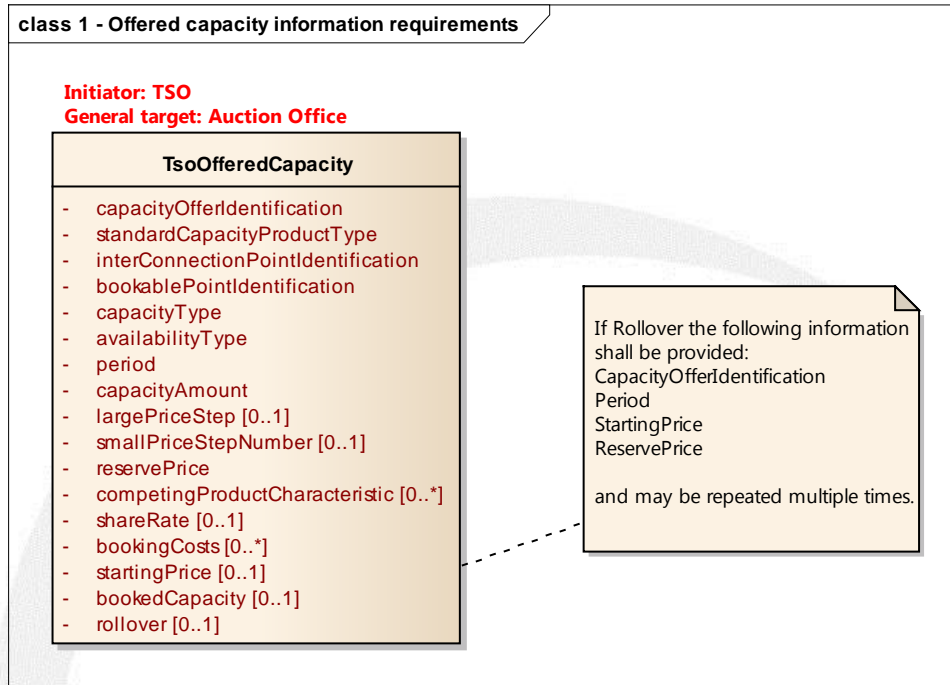 class 1 - Offered capacity information requirements
Initiator: TSO
General target: Auction Office
TsoOfferedCapacity
- capacityOfferIdentification
- standardCapacityProductType
- interConnectionPointIdentification
- bookablePointIdentification
- capacityType
- availabilityType
- period
- capacityAmount
- largePriceStep [0..1]
- smallPriceStepNumber [0..1]
- reservePrice
- competingProductCharacteristic [0..*]
- shareRate [0..1]
- bookingCosts [0..*]
- startingPrice [0..1]
- bookedCapacity [0..1]
- rollover [0..1]
If Rollover the following information
shall be provided:
CapacityOfferIdentification
Period
StartingPrice
ReservePrice
and may be repeated multiple times.